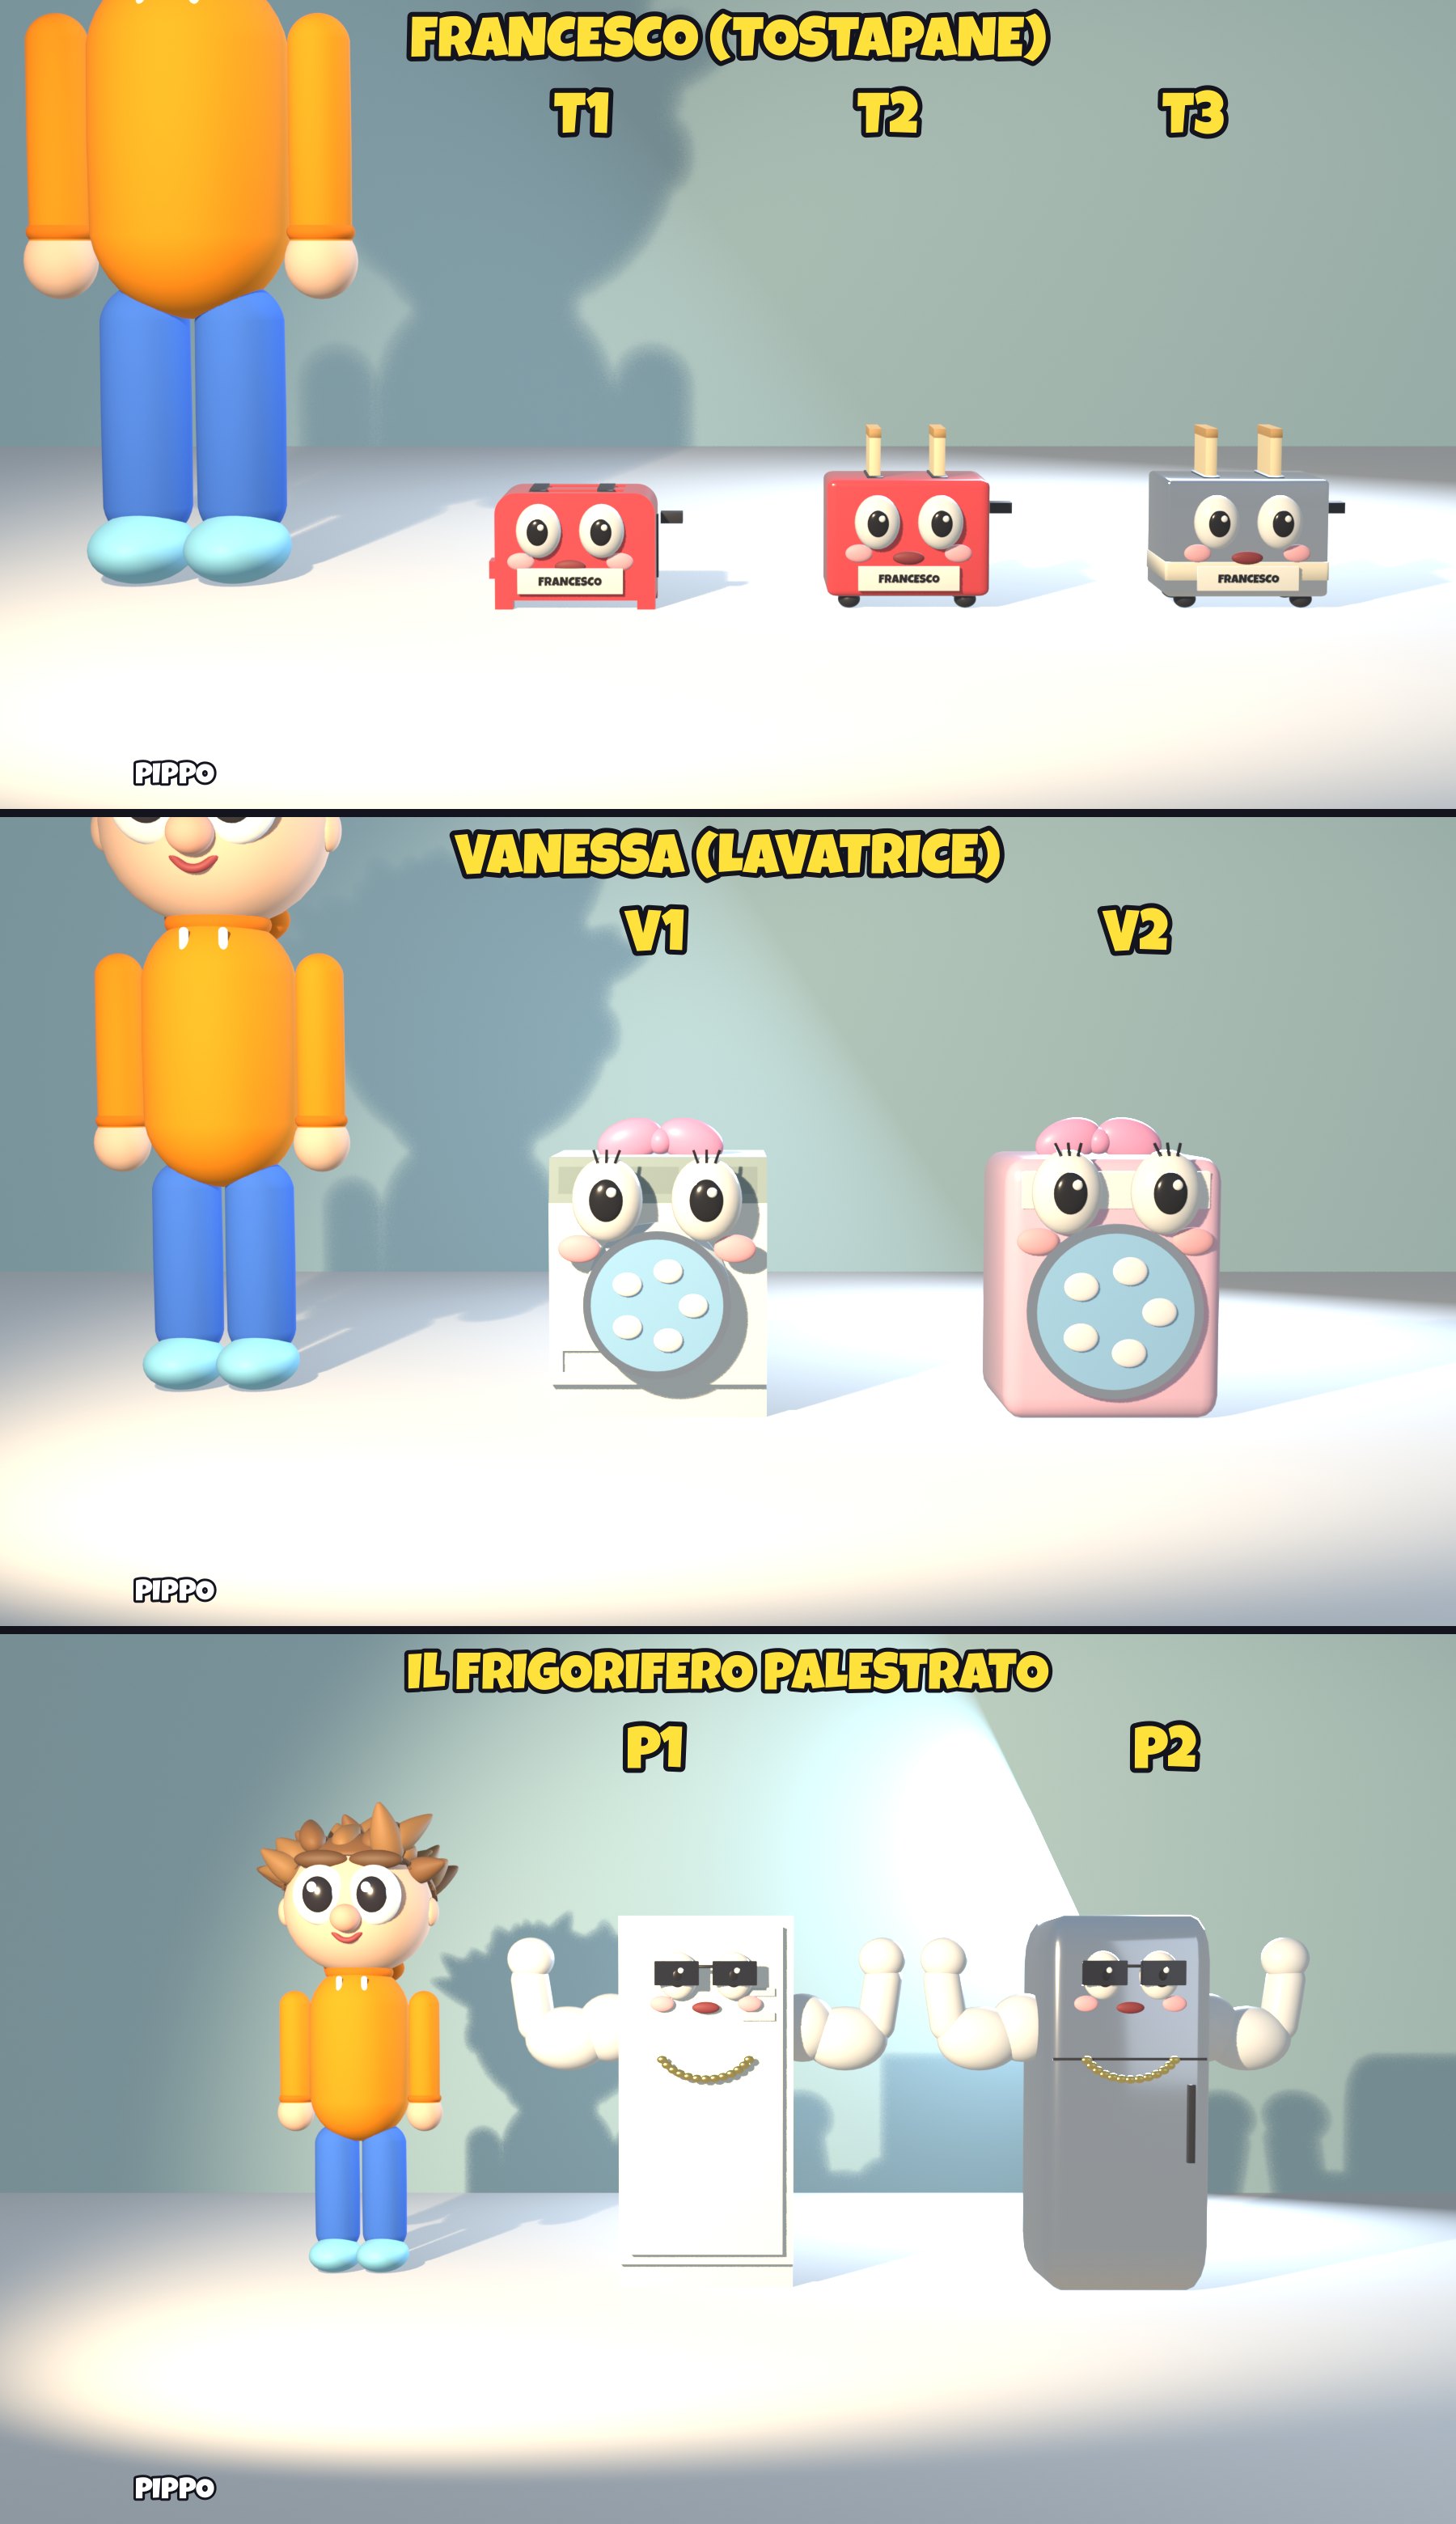 FRANCESCO (TOSTAPANE)
T1 T2 T3
FRANCESCO FRANCESCO FRANCESCO
PIPPO
VANESSA (LAVATRICE)
V1 V2
PIPPO
IL FRIGORIFERO PALESTRATO
P1 P2
PIPPO